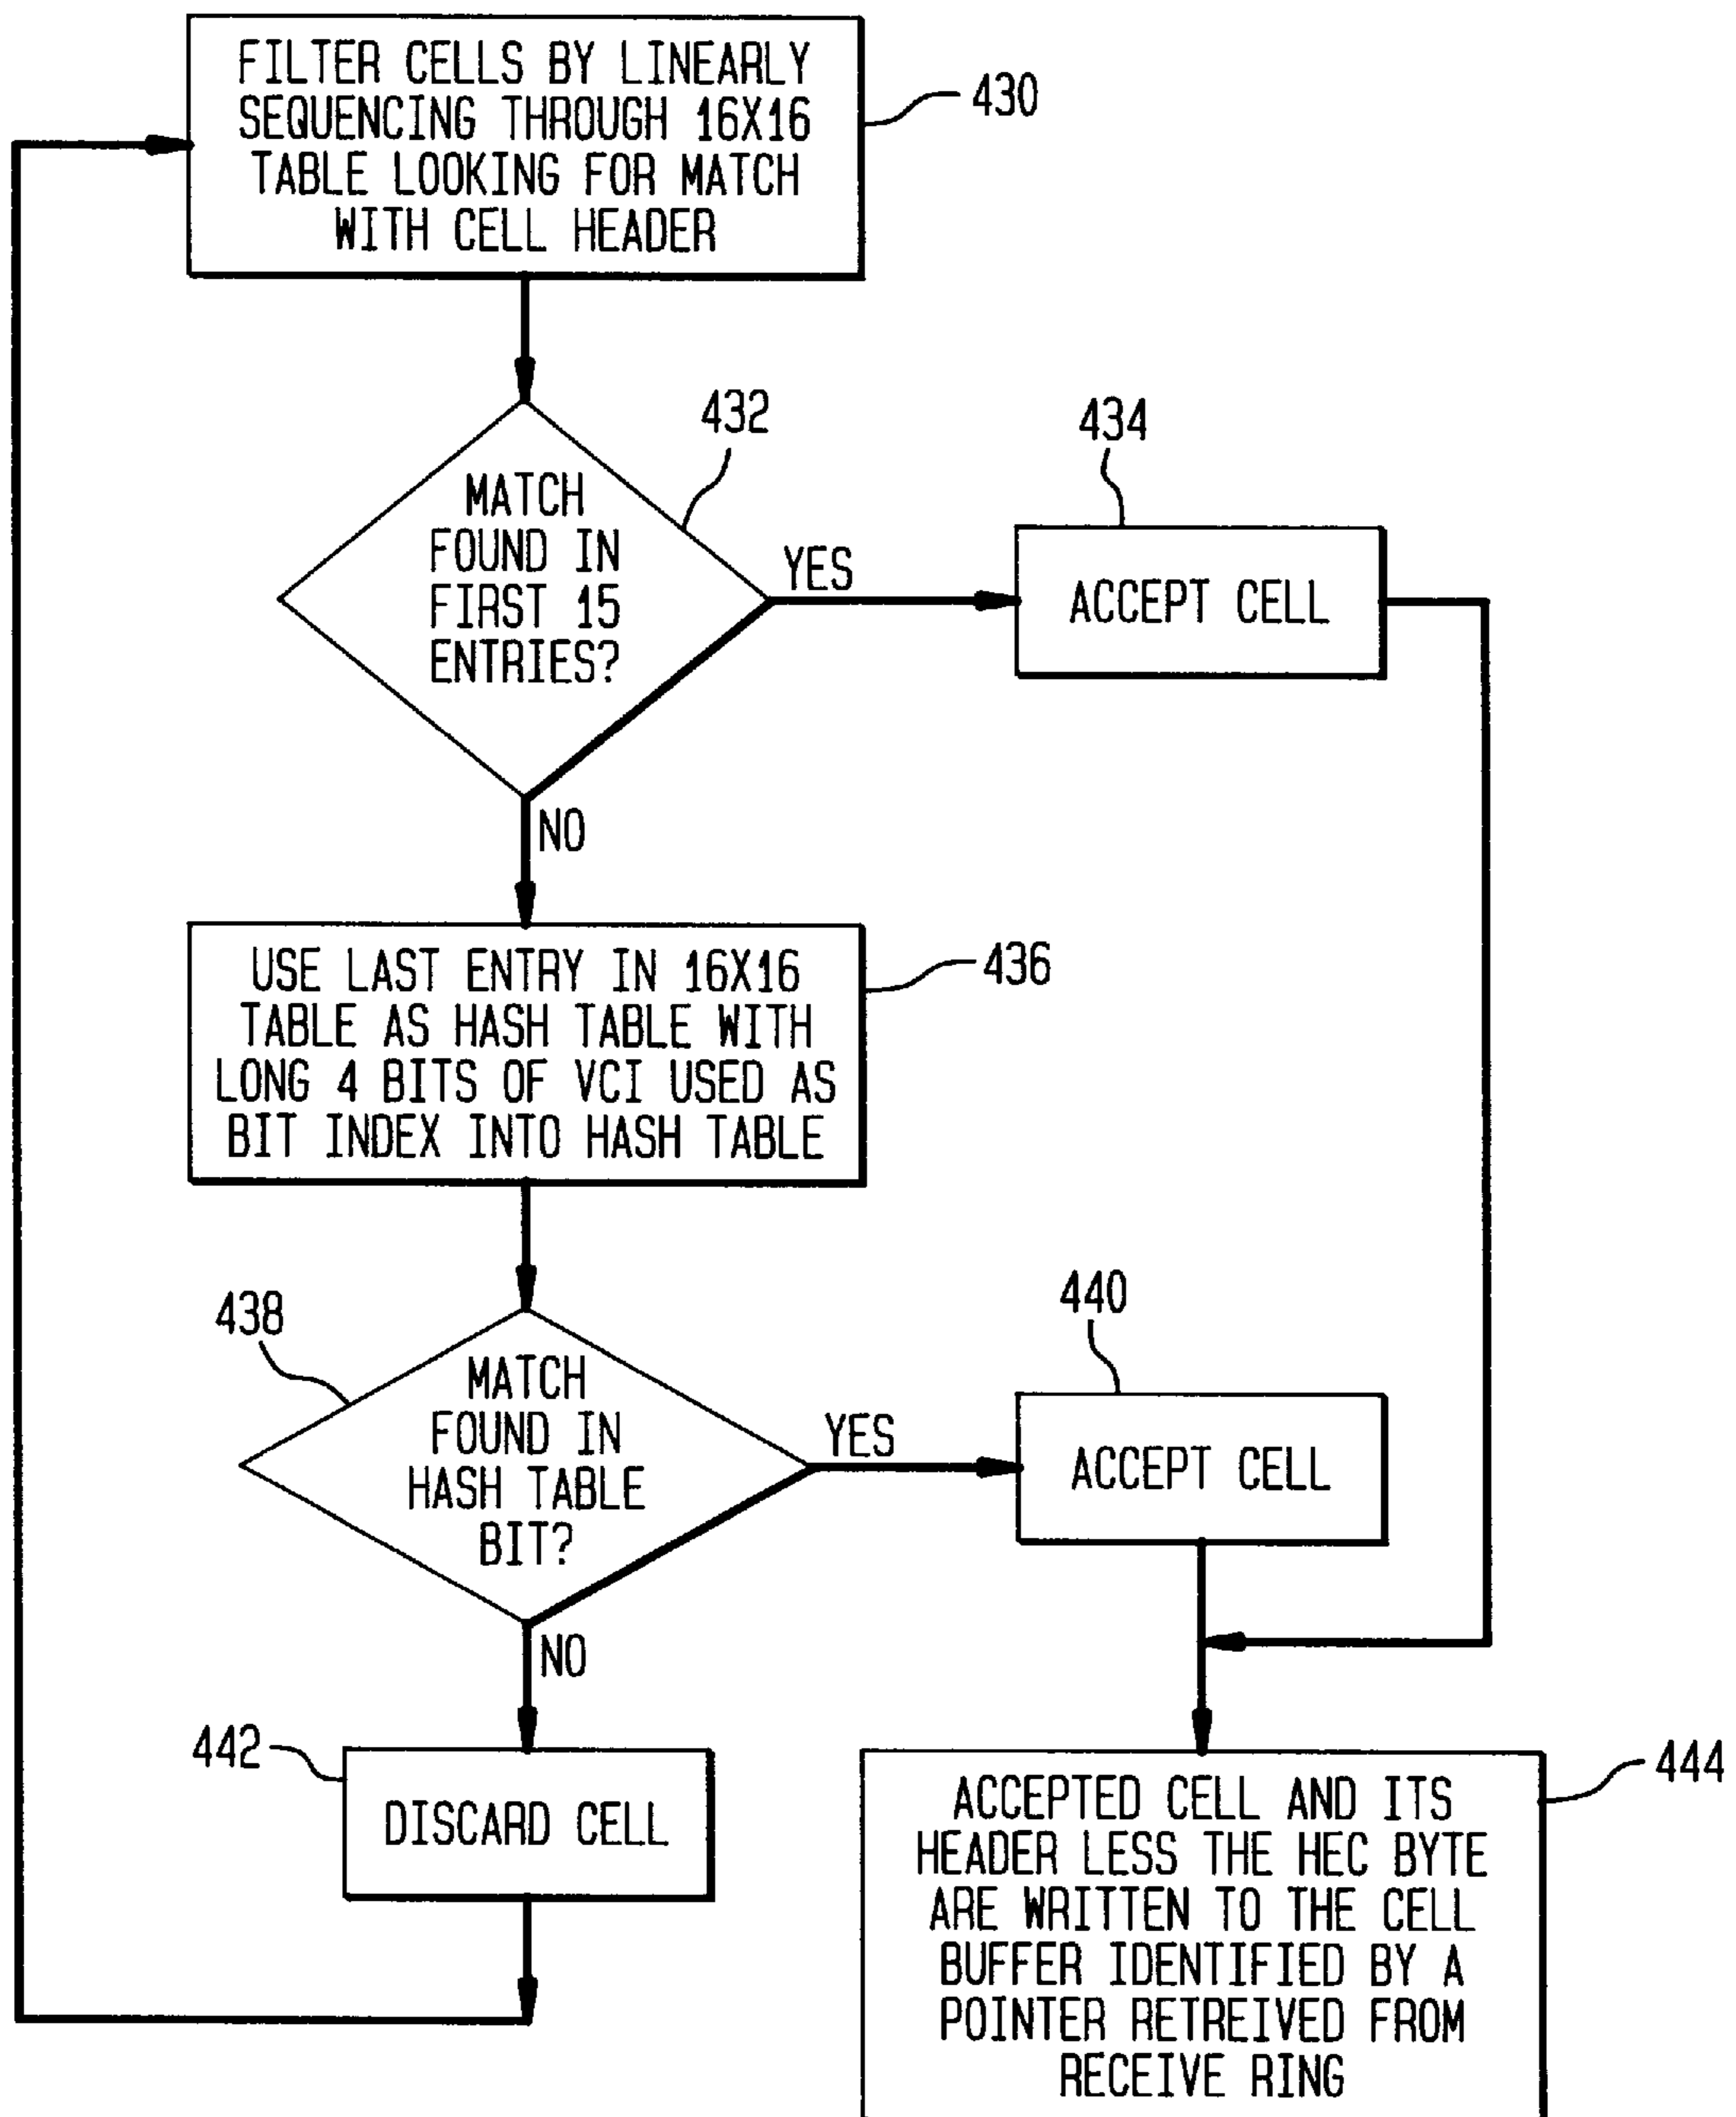 FILTER CELLS BY LINEARLY
SEQUENCING THROUGH 16X16
TABLE LOOKING FOR MATCH
WITH CELL HEADER
430
432
MATCH
FOUND IN
FIRST 15
ENTRIES?
YES
434
ACCEPT CELL
NO
USE LAST ENTRY IN 16X16
TABLE AS HASH TABLE WITH
LONG 4 BITS OF VCI USED AS
BIT INDEX INTO HASH TABLE
436
438
MATCH
FOUND IN
HASH TABLE
BIT?
YES
440
ACCEPT CELL
NO
442
DISCARD CELL
444
ACCEPTED CELL AND ITS
HEADER LESS THE HEC BYTE
ARE WRITTEN TO THE CELL
BUFFER IDENTIFIED BY A
POINTER RETREIVED FROM
RECEIVE RING